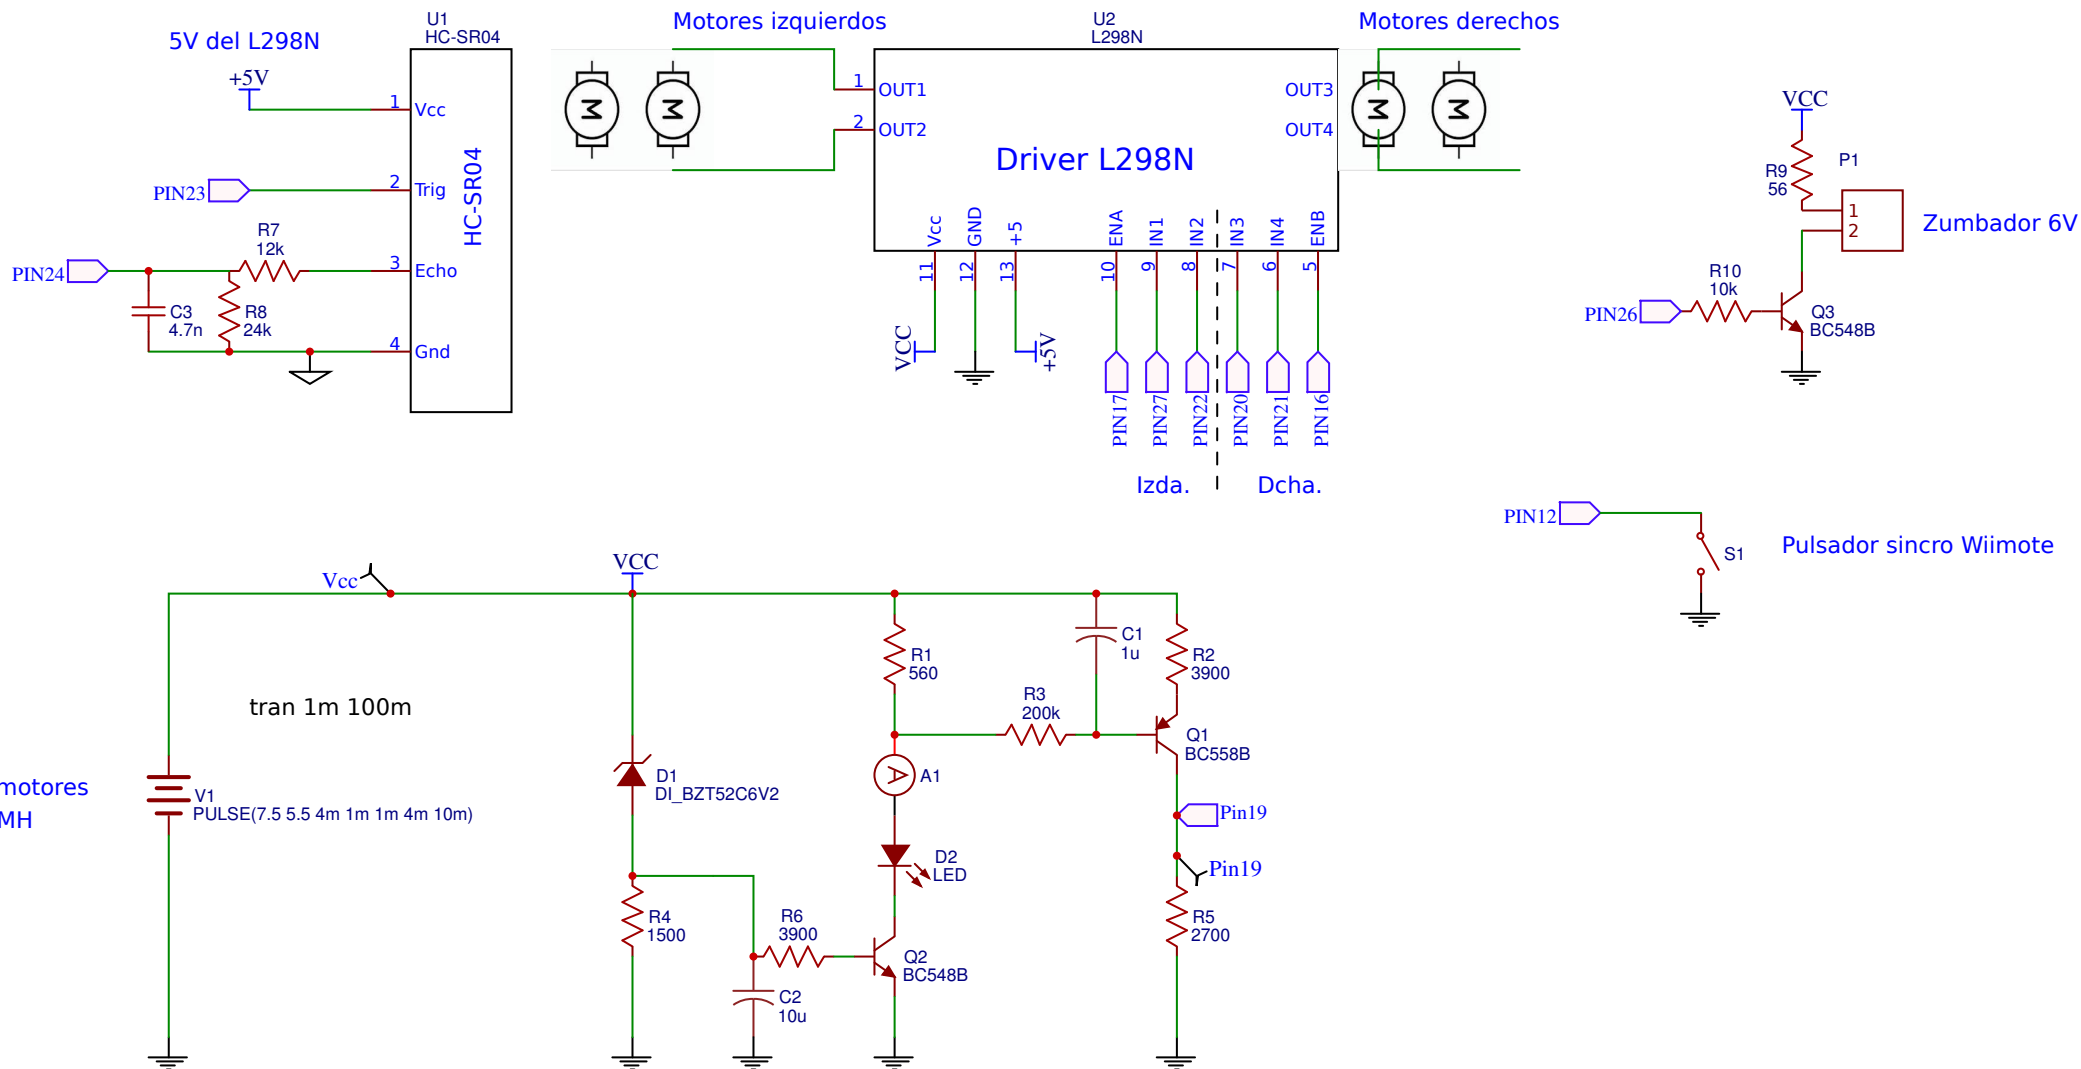 5V del L298N
+5V
U1
HC-SR04
1
Vcc
PIN23
2
Trig
HC-SR04
R7
12k
PIN24
3
Echo
C3
4.7n
R8
24k
4
Gnd
Motores izquierdos
U2
L298N
Motores derechos
M
M
1
OUT1
2
OUT2
Driver L298N
OUT3
OUT4
M
M
Vcc
GND
+5
ENA
IN1
IN2
IN3
IN4
ENB
11
12
13
10
9
8
7
6
5
VCC
+5V
PIN17
PIN27
PIN22
PIN20
PIN21
PIN16
Izda.
Dcha.
VCC
R9
56
P1
1
2
Zumbador 6V
R10
10k
PIN26
Q3
BC548B
PIN12
S1
Pulsador sincro Wiimote
Vcc
VCC
tran 1m 100m
motores
MH
V1
PULSE(7.5 5.5 4m 1m 1m 4m 10m)
D1
DI_BZT52C6V2
R4
1500
R6
3900
C2
10u
R1
560
A
A1
D2
LED
Q2
BC548B
R3
200k
C1
1u
R2
3900
Q1
BC558B
Pin19
Pin19
R5
2700